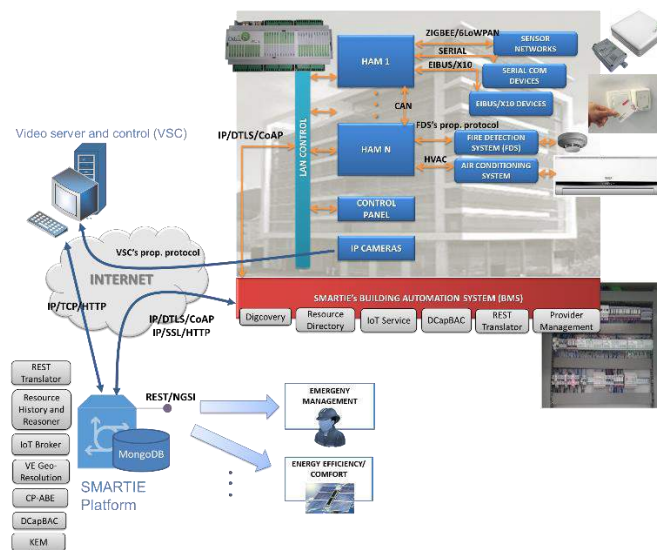 ZIGBEE/6LoWPAN
SENSOR
NETWORKS
SERIAL
HAM 1
EIBUS/X10
SERIAL COM
DEVICES
EIBUS/X10 DEVICES
CAN
Video server and control (VSC)
IP/DTLS/CoAP
LAN CONTROL
FDS's prop. protocol
HAM N
FIRE DETECTION
SYSTEM (FDS)
HVAC
AIR CONDITIONING
SYSTEM
CONTROL
PANEL
IP CAMERAS
VSC's prop. protocol
INTERNET
IP/TCP/HTTP
IP/DTLS/CoAP
IP/SSL/HTTP
SMARTIE's BUILDING AUTOMATION SYSTEM (BMS)
Digcovery
Resource
Directory
IoT Service
DCapBAC
REST
Translator
Provider
Management
REST
Translator
Resource
History and
Reasoner
IoT Broker
VE Geo-
Resolution
CP-ABE
DCapBAC
KEM
REST/NGSI
MongoDB
SMARTIE
Platform
EMERGENY
MANAGEMENT
ENERGY EFFICIENCY/
COMFORT